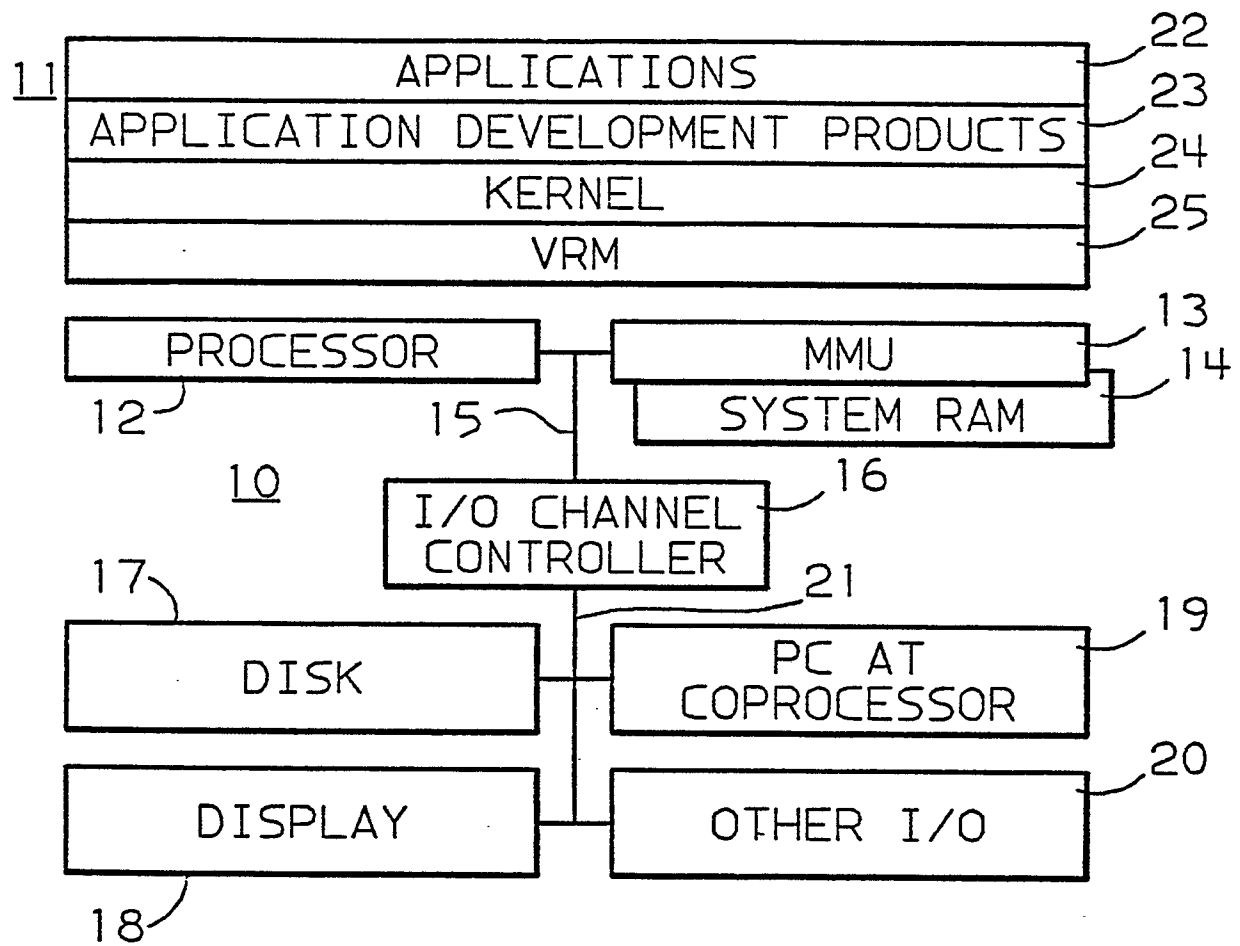 22
11
APPLICATIONS
23
APPLICATION DEVELOPMENT PRODUCTS
24
KERNEL
25
VRM
13
PROCESSOR
MMU
14
12
15
SYSTEM RAM
10
16
I/O CHANNEL
CONTROLLER
17
21
19
DISK
PC AT
COPROCESSOR
20
DISPLAY
OTHER I/O
18